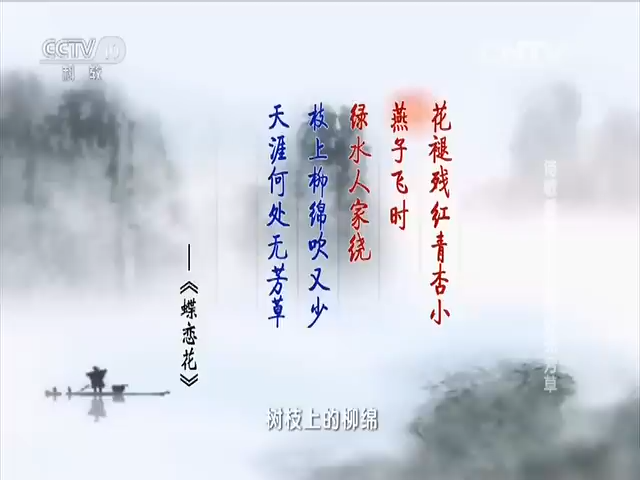 CCTV 10
科教
花褪残红青杏小
燕子飞时
绿水人家绕
枝上柳绵吹又少
天涯何处无芳草
—《蝶恋花》
树枝上的柳绵